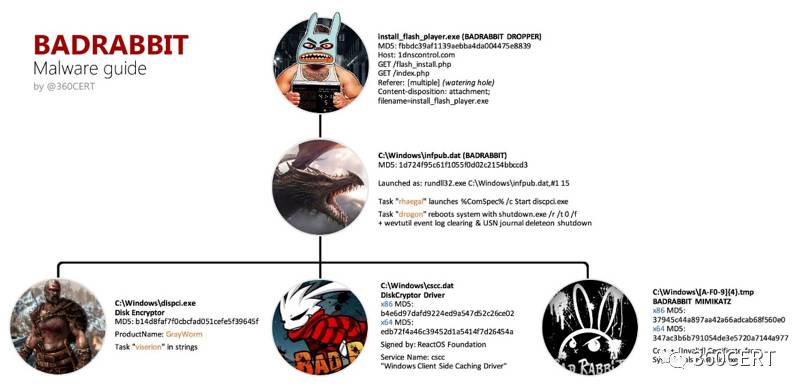 BADRABBIT
Malware guide
by @360CERT
install_flash_player.exe (BADRABBIT DROPPER)
MD5: fbbdc39af1139aebba4da004475e8839
Host: 1dnscontrol.com
GET /flash_install.php
GET /index.php
Referer: [multiple] (watering hole)
Content-disposition: attachment;
filename=install_flash_player.exe
C:\Windows\infpub.dat (BADRABBIT)
MD5: 1d724f95c61f1055f0d02c2154bbccd3
Launched as: rundll32.exe C:\Windows\infpub.dat,#1 15
Task "rhaegal" launches %ComSpec% /c Start discpci.exe
Task "drogon" reboots system with shutdown.exe /r /t 0 /f
+ wevtutil event log clearing & USN journal deleteon shutdown
C:\Windows\dispci.exe
Disk Encryptor
MD5: b14d8faf7f0cbcfad051cefe5f39645f
ProductName: GrayWorm
Task "viserion" in strings
C:\Windows\cscc.dat
DiskCryptor Driver
x86 MD5:
b4e6d97dafd9224ed9a547d52c26ce02
x64 MD5:
edb72f4a46c39452d1a5414f7d26454a
Signed by: ReactOS Foundation
Service Name: cscc
"Windows Client Side Caching Driver"
C:\Windows\[A-F0-9]{4}.tmp
BADRABBIT MIMIKATZ
x86 MD5:
37945c44a897aa42a66adcab68f560e0
x64 MD5:
347ac3b6b791054de3e5720a7144a977
360CERT